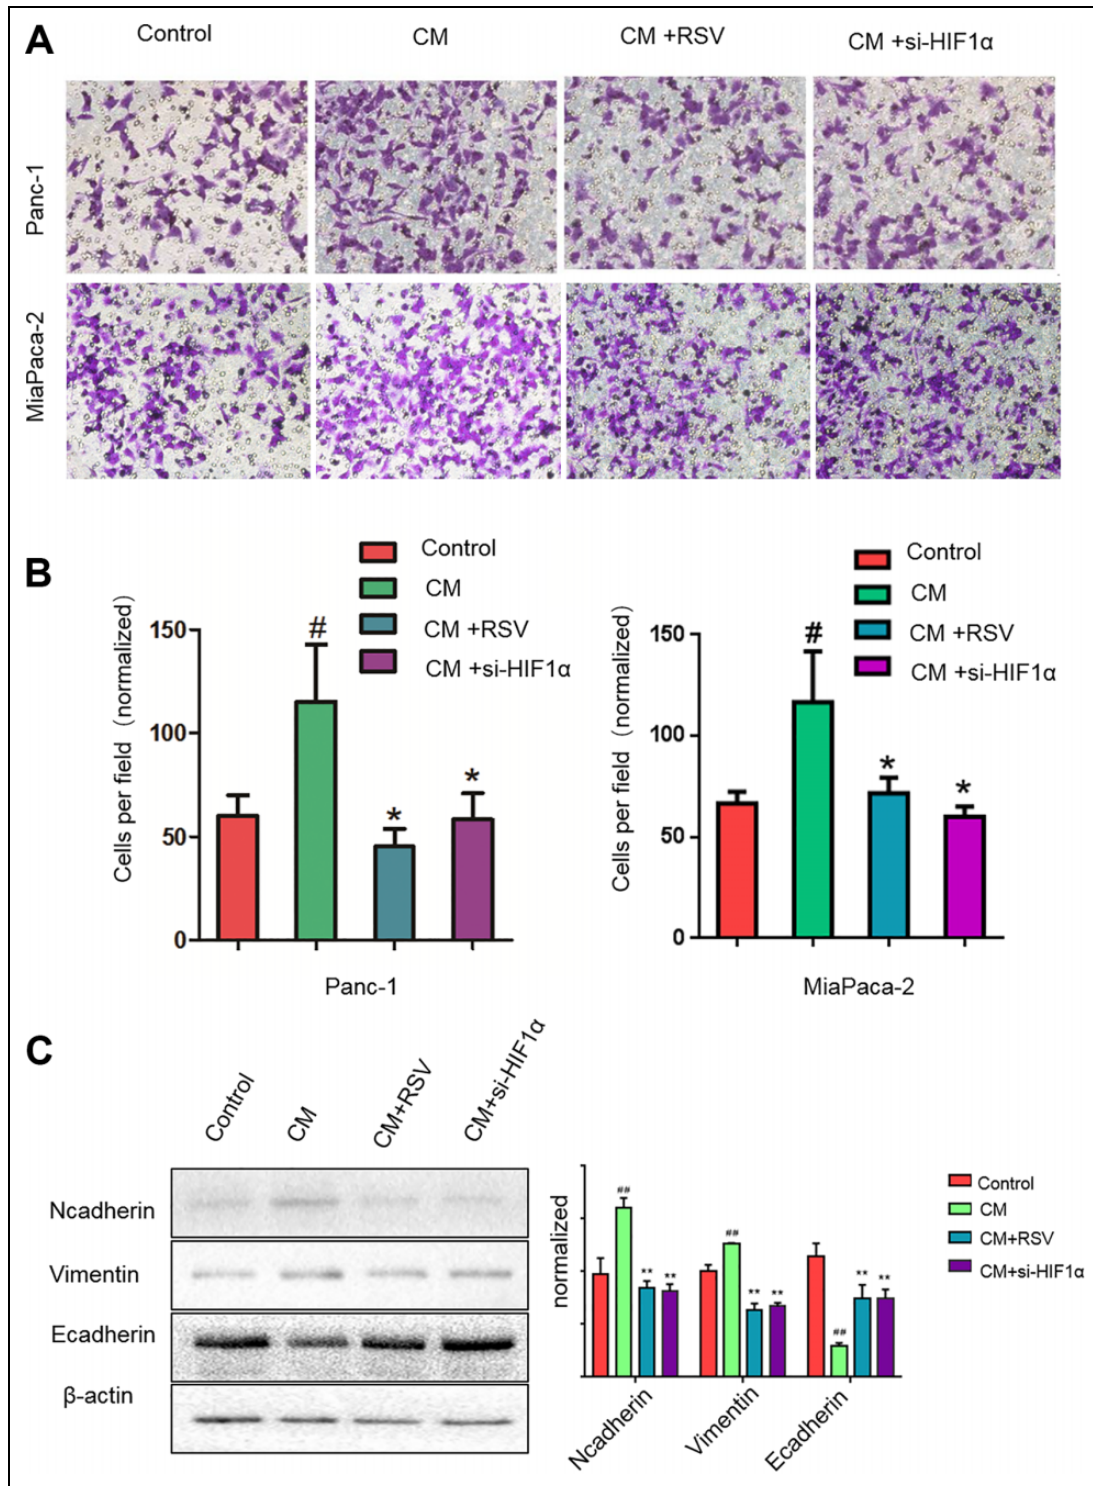 A
Control
CM
CM +RSV
CM +si-HIF1α
Panc-1
MiaPaca-2
B
Control
CM
CM +RSV
CM +si-HIF1α
Cells per field（normalized）
150
100
50
0
#
*
*
Panc-1
Control
CM
CM +RSV
CM +si-HIF1α
Cells per field（normalized）
150
100
50
0
#
*
*
MiaPaca-2
C
Control
CM
CM+RSV
CM+si-HIF1α
Ncadherin
Vimentin
Ecadherin
β-actin
normalized
##
**
**
##
**
**
##
**
**
Ncadherin
Vimentin
Ecadherin
Control
CM
CM+RSV
CM+si-HIF1α